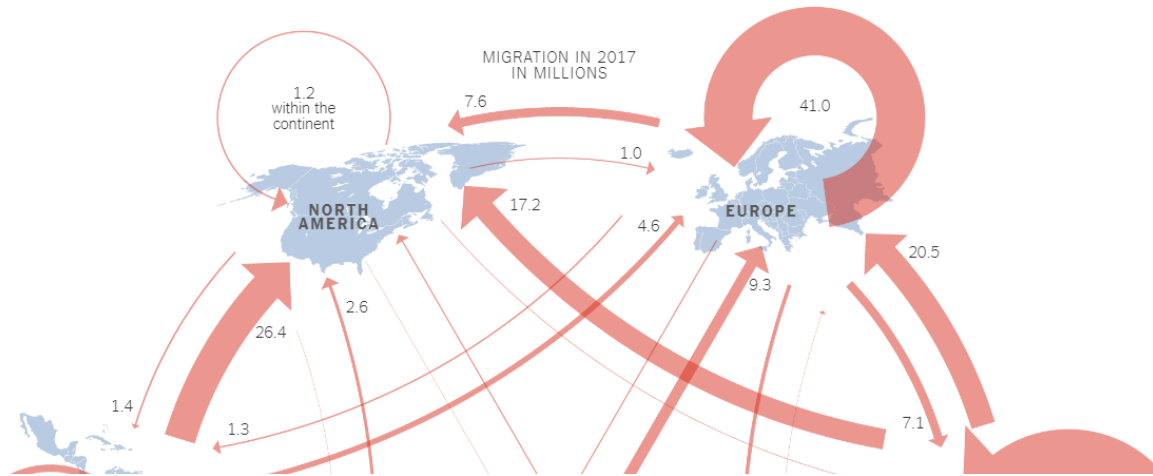 MIGRATION IN 2017
IN MILLIONS
1.2
within the
continent
7.6
41.0
1.0
NORTH
AMERICA
17.2
4.6
EUROPE
20.5
9.3
2.6
26.4
1.4
1.3
7.1